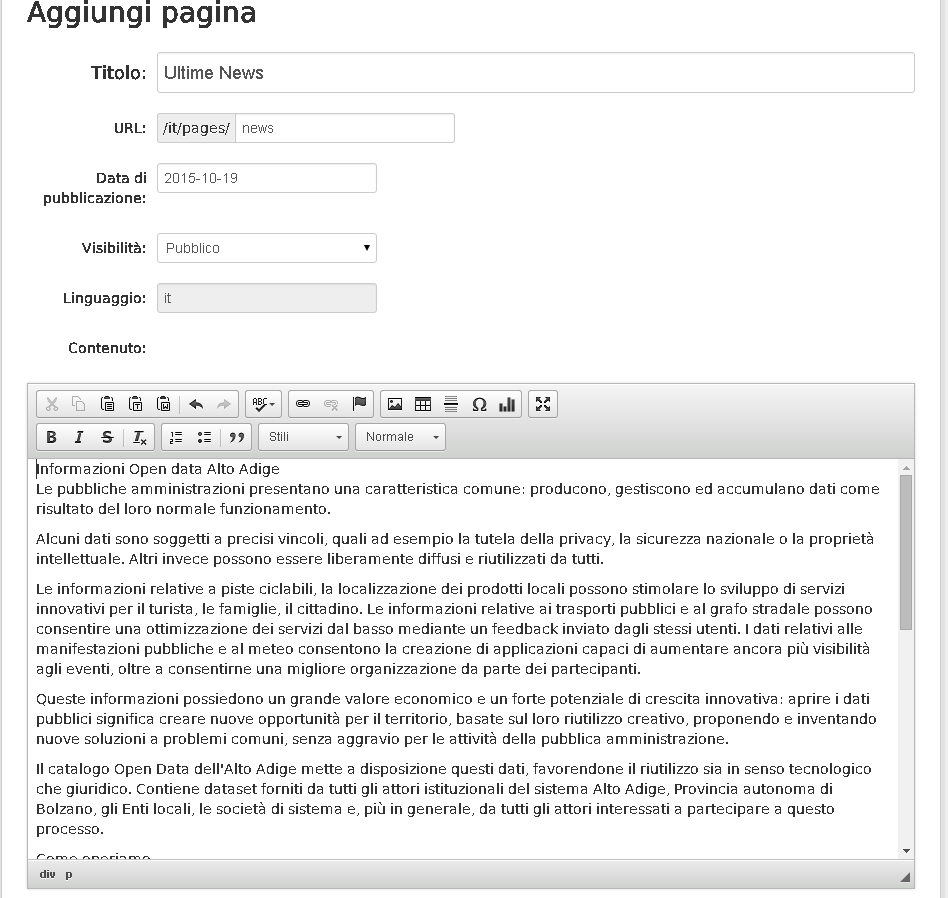 Aggiungi pagina
Titolo: Ultime News
URL: /it/pages/ news
Data di pubblicazione: 2015-10-19
Visibilità: Pubblico
Linguaggio: it
Contenuto:
ABC
B I S Tx Stili Normale
Informazioni Open data Alto Adige
Le pubbliche amministrazioni presentano una caratteristica comune: producono, gestiscono ed accumulano dati come
risultato del loro normale funzionamento.
Alcuni dati sono soggetti a precisi vincoli, quali ad esempio la tutela della privacy, la sicurezza nazionale o la proprietà
intellettuale. Altri invece possono essere liberamente diffusi e riutilizzati da tutti.
Le informazioni relative a piste ciclabili, la localizzazione dei prodotti locali possono stimolare lo sviluppo di servizi
innovativi per il turista, le famiglie, il cittadino. Le informazioni relative ai trasporti pubblici e al grafo stradale possono
consentire una ottimizzazione dei servizi dal basso mediante un feedback inviato dagli stessi utenti. I dati relativi alle
manifestazioni pubbliche e al meteo consentono la creazione di applicazioni capaci di aumentare ancora più visibilità
agli eventi, oltre a consentirne una migliore organizzazione da parte dei partecipanti.
Queste informazioni possiedono un grande valore economico e un forte potenziale di crescita innovativa: aprire i dati
pubblici significa creare nuove opportunità per il territorio, basate sul loro riutilizzo creativo, proponendo e inventando
nuove soluzioni a problemi comuni, senza aggravio per le attività della pubblica amministrazione.
Il catalogo Open Data dell'Alto Adige mette a disposizione questi dati, favorendone il riutilizzo sia in senso tecnologico
che giuridico. Contiene dataset forniti da tutti gli attori istituzionali del sistema Alto Adige, Provincia autonoma di
Bolzano, gli Enti locali, le società di sistema e, più in generale, da tutti gli attori interessati a partecipare a questo
processo.
Come operiamo
div p